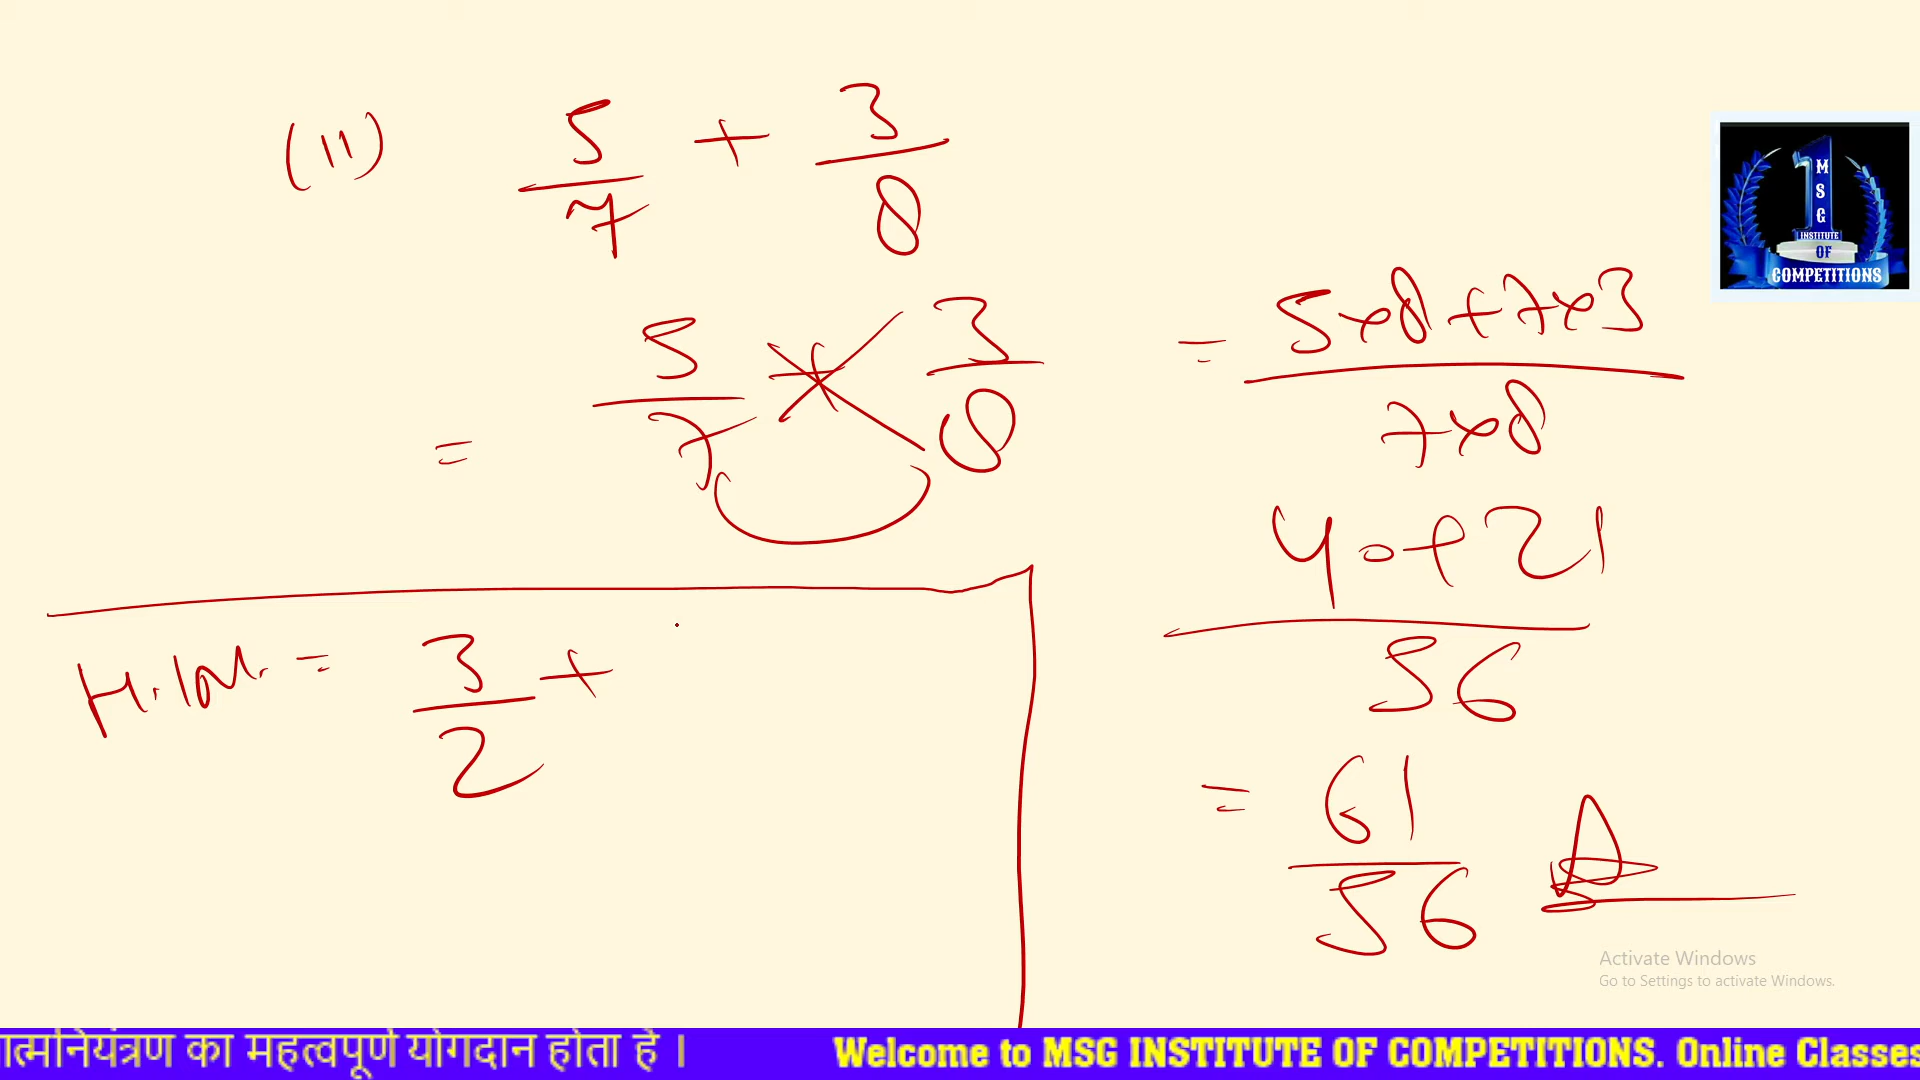 (11) 5/7 + 3/8
= 5/7 + 3/8
= 5×8+7×3 / 7×8
40+21 / 56
= 61/56 A
H.W. = 3/2 +
1 MSG
INSTITUTE
OF
COMPETITIONS
Activate Windows
Go to Settings to activate Windows.
त्मनियंत्रण का महत्वपूर्ण योगदान होता है । Welcome to MSG INSTITUTE OF COMPETITIONS. Online Classes